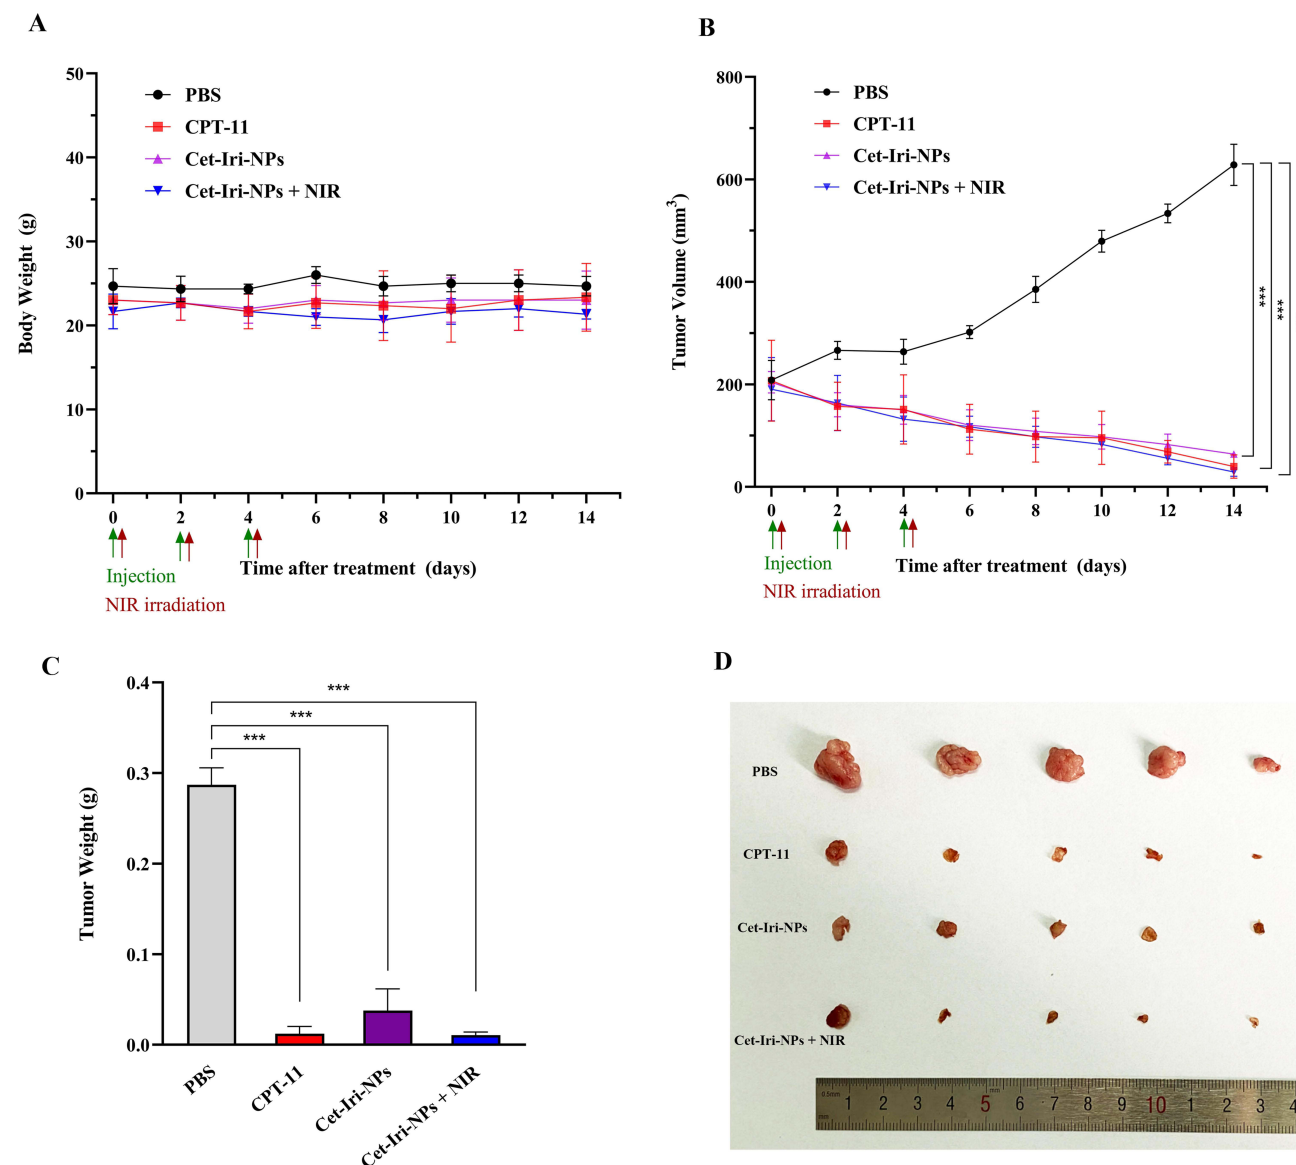 A
50
40
30
20
10
0
Body Weight (g)
PBS
CPT-11
Cet-Iri-NPs
Cet-Iri-NPs + NIR
0 2 4 6 8 10 12 14
Time after treatment (days)
Injection
NIR irradiation
B
800
600
400
200
0
Tumor Volume (mm³)
PBS
CPT-11
Cet-Iri-NPs
Cet-Iri-NPs + NIR
***
***
***
0 2 4 6 8 10 12 14
Time after treatment (days)
Injection
NIR irradiation
C
0.4
0.3
0.2
0.1
0.0
Tumor Weight (g)
***
***
***
PBS
CPT-11
Cet-Iri-NPs
Cet-Iri-NPs + NIR
D
PBS
CPT-11
Cet-Iri-NPs
Cet-Iri-NPs + NIR
0.5mm
mm
mm
1 2 3 4 5 6 7 8 9 10 1 2 3 4